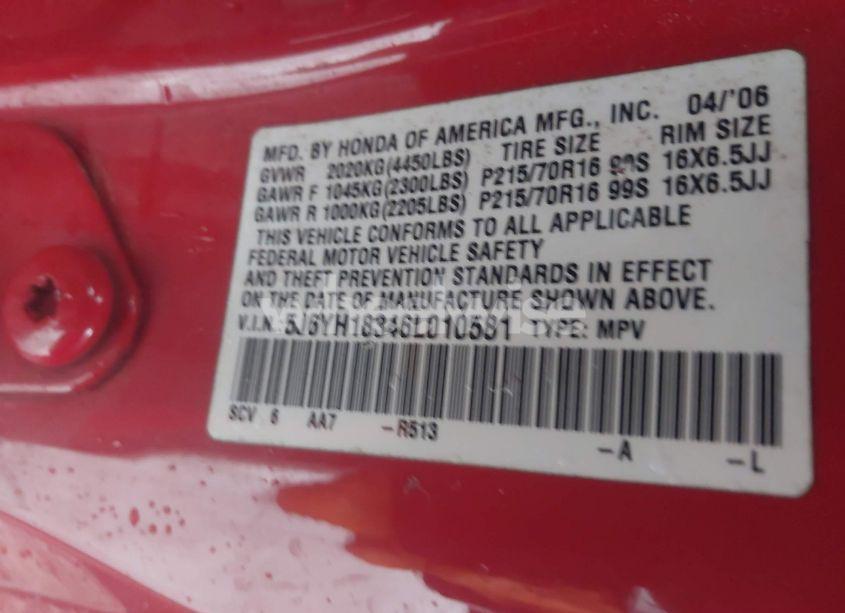 MFD. BY HONDA OF AMERICA MFG., INC. 04/'06
GVWR 2020KG(4450LBS) TIRE SIZE RIM SIZE
GAWR F 1045KG(2300LBS) P215/70R16 99S 16X6.5JJ
GAWR R 1000KG(2205LBS) P215/70R16 99S 16X6.5JJ
THIS VEHICLE CONFORMS TO ALL APPLICABLE
FEDERAL MOTOR VEHICLE SAFETY
AND THEFT PREVENTION STANDARDS IN EFFECT
ON THE DATE OF MANUFACTURE SHOWN ABOVE.
V.I.N. 5J6YH18346L010581 TYPE: MPV
SCV 6 AA7 -R513 -A -L